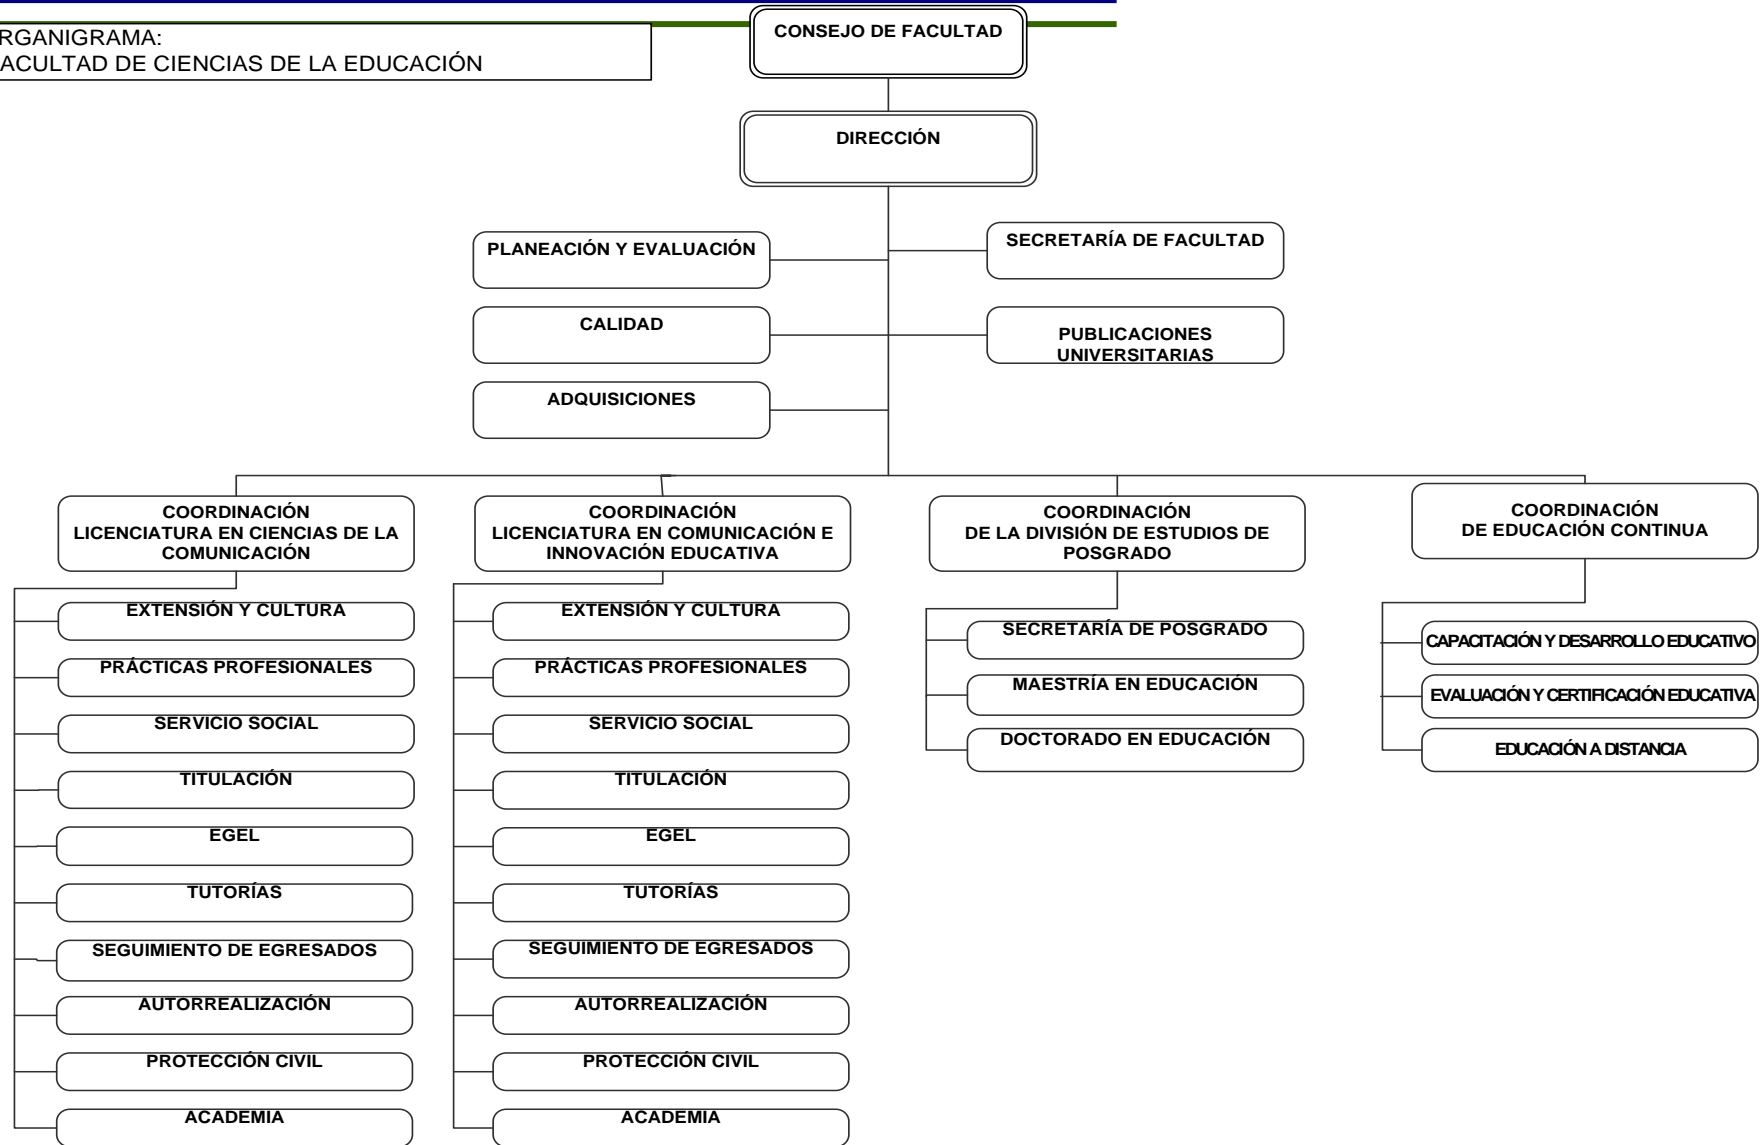 RGANIGRAMA:
ACULTAD DE CIENCIAS DE LA EDUCACIÓN
CONSEJO DE FACULTAD
DIRECCIÓN
PLANEACIÓN Y EVALUACIÓN
SECRETARÍA DE FACULTAD
CALIDAD
PUBLICACIONES
UNIVERSITARIAS
ADQUISICIONES
COORDINACIÓN
LICENCIATURA EN CIENCIAS DE LA
COMUNICACIÓN
EXTENSIÓN Y CULTURA
PRÁCTICAS PROFESIONALES
SERVICIO SOCIAL
TITULACIÓN
EGEL
TUTORÍAS
SEGUIMIENTO DE EGRESADOS
AUTORREALIZACIÓN
PROTECCIÓN CIVIL
ACADEMIA
COORDINACIÓN
LICENCIATURA EN COMUNICACIÓN E
INNOVACIÓN EDUCATIVA
EXTENSIÓN Y CULTURA
PRÁCTICAS PROFESIONALES
SERVICIO SOCIAL
TITULACIÓN
EGEL
TUTORÍAS
SEGUIMIENTO DE EGRESADOS
AUTORREALIZACIÓN
PROTECCIÓN CIVIL
ACADEMIA
COORDINACIÓN
DE LA DIVISIÓN DE ESTUDIOS DE
POSGRADO
SECRETARÍA DE POSGRADO
MAESTRÍA EN EDUCACIÓN
DOCTORADO EN EDUCACIÓN
COORDINACIÓN
DE EDUCACIÓN CONTINUA
CAPACITACIÓN Y DESARROLLO EDUCATIVO
EVALUACIÓN Y CERTIFICACIÓN EDUCATIVA
EDUCACIÓN A DISTANCIA